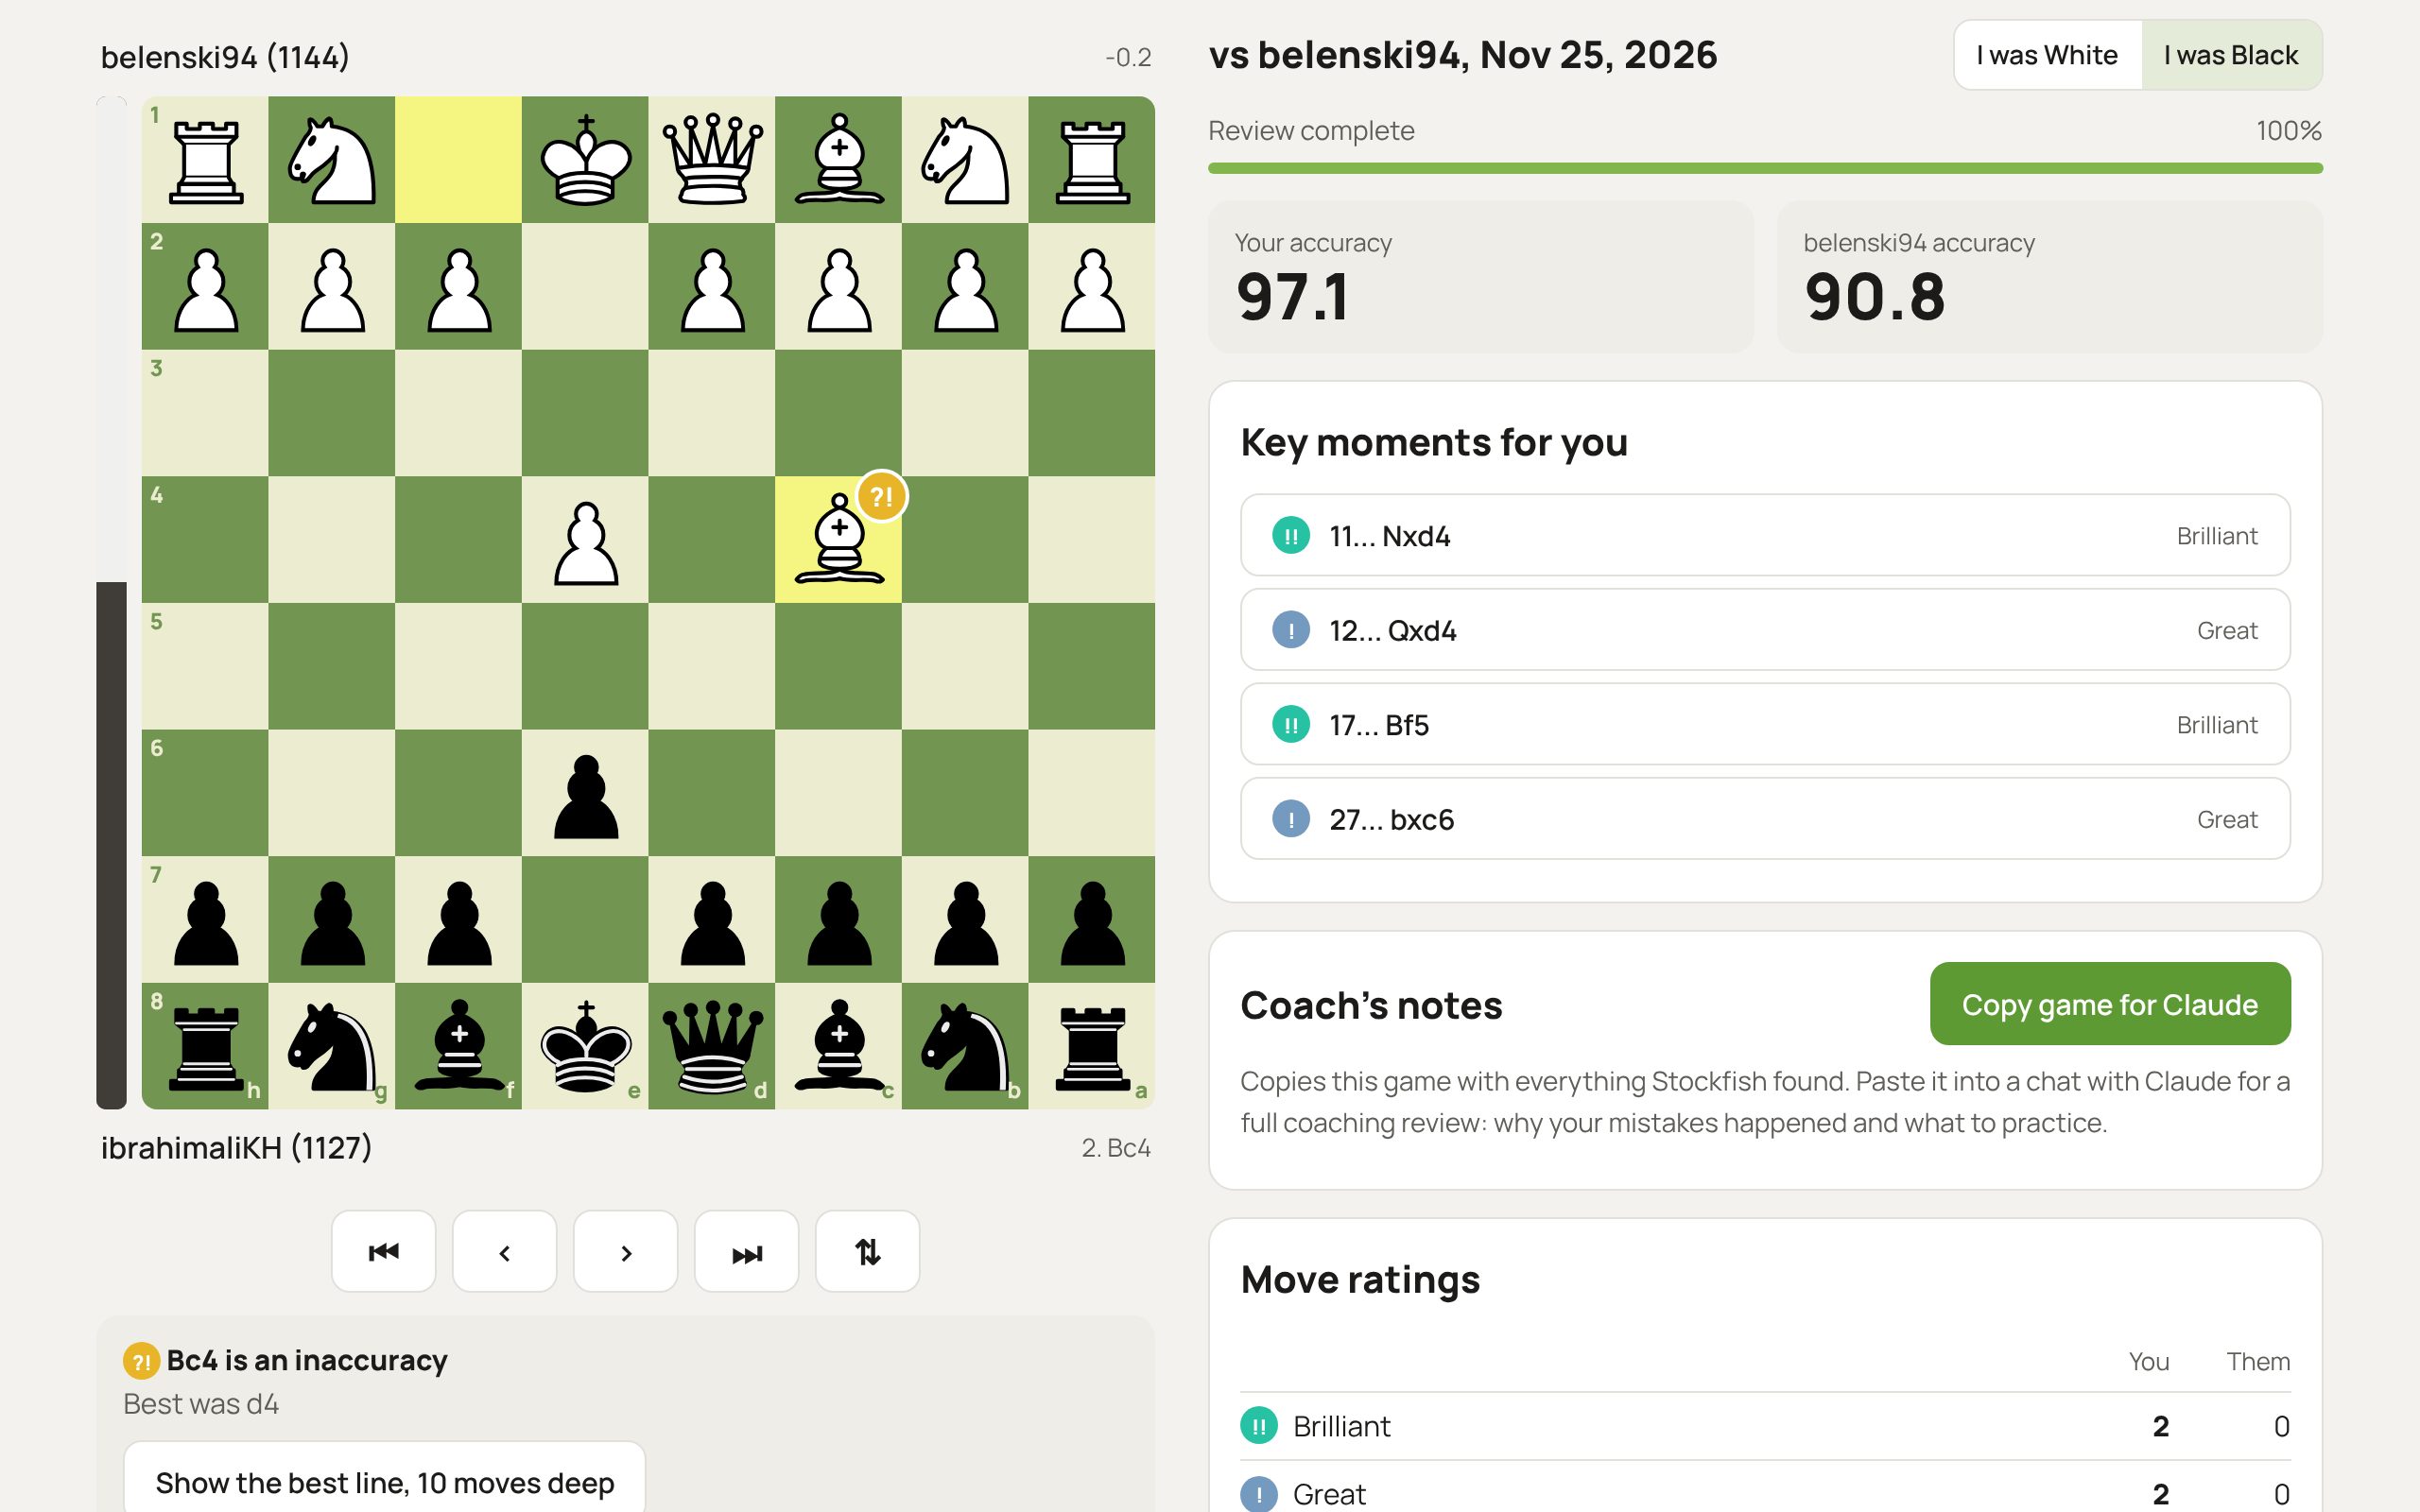 belenski94 (1144)
-0.2
1
2
3
4
?!
5
6
7
8
h
g
f
e
d
c
b
a
ibrahimaliKH (1127)
2. Bc4
?! Bc4 is an inaccuracy
Best was d4
Show the best line, 10 moves deep
vs belenski94, Nov 25, 2026
I was White
I was Black
Review complete
100%
Your accuracy
97.1
belenski94 accuracy
90.8
Key moments for you
!! 11... Nxd4 Brilliant
! 12... Qxd4 Great
!! 17... Bf5 Brilliant
! 27... bxc6 Great
Coach's notes
Copy game for Claude
Copies this game with everything Stockfish found. Paste it into a chat with Claude for a
full coaching review: why your mistakes happened and what to practice.
Move ratings
You Them
!! Brilliant 2 0
! Great 2 0